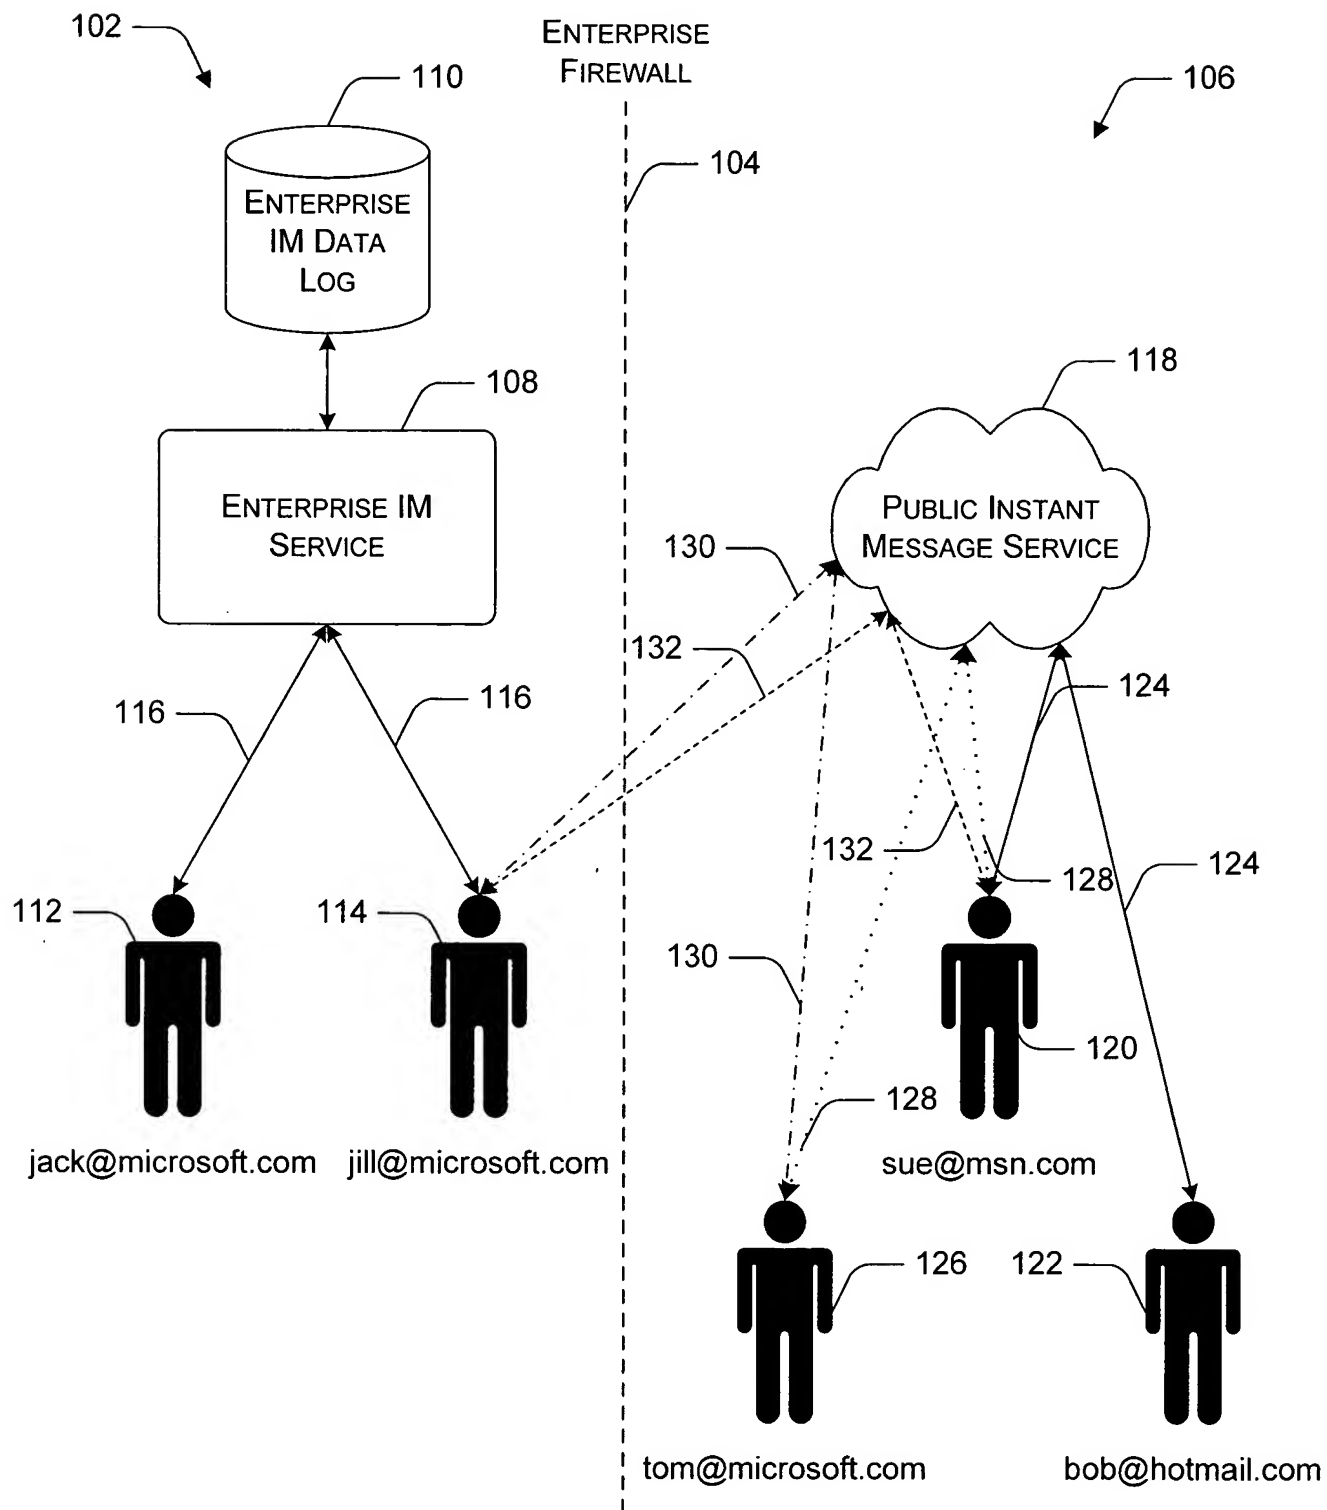 102
ENTERPRISE
FIREWALL
110
106
104
ENTERPRISE
IM DATA
LOG
108
118
ENTERPRISE IM
SERVICE
PUBLIC INSTANT
MESSAGE SERVICE
130
132
116
116
124
132
128
124
112
114
130
120
128
jack@microsoft.com
jill@microsoft.com
sue@msn.com
126
122
tom@microsoft.com
bob@hotmail.com